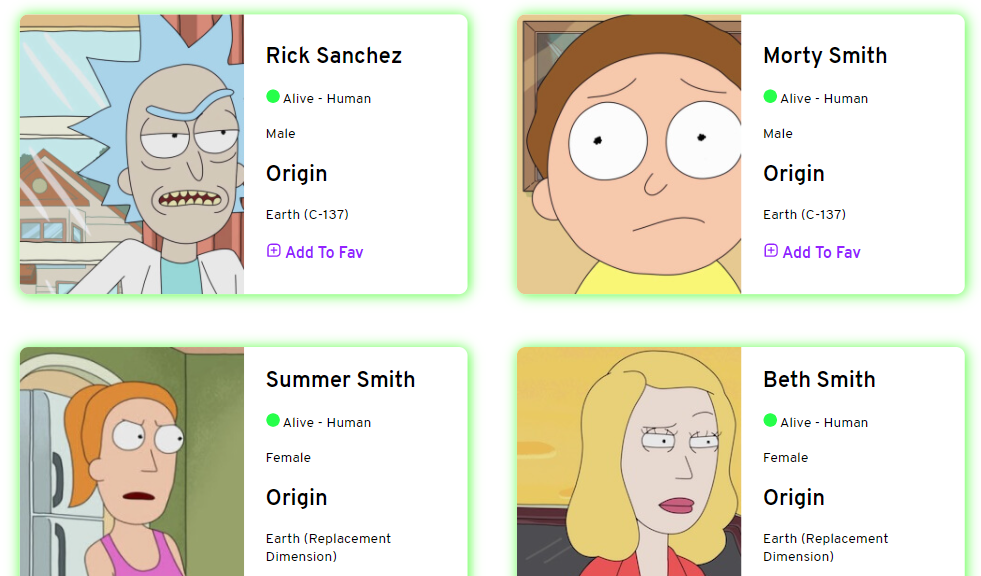 Rick Sanchez
Alive - Human
Male
Origin
Earth (C-137)
Add To Fav
Morty Smith
Alive - Human
Male
Origin
Earth (C-137)
Add To Fav
Summer Smith
Alive - Human
Female
Origin
Earth (Replacement
Dimension)
Beth Smith
Alive - Human
Female
Origin
Earth (Replacement
Dimension)